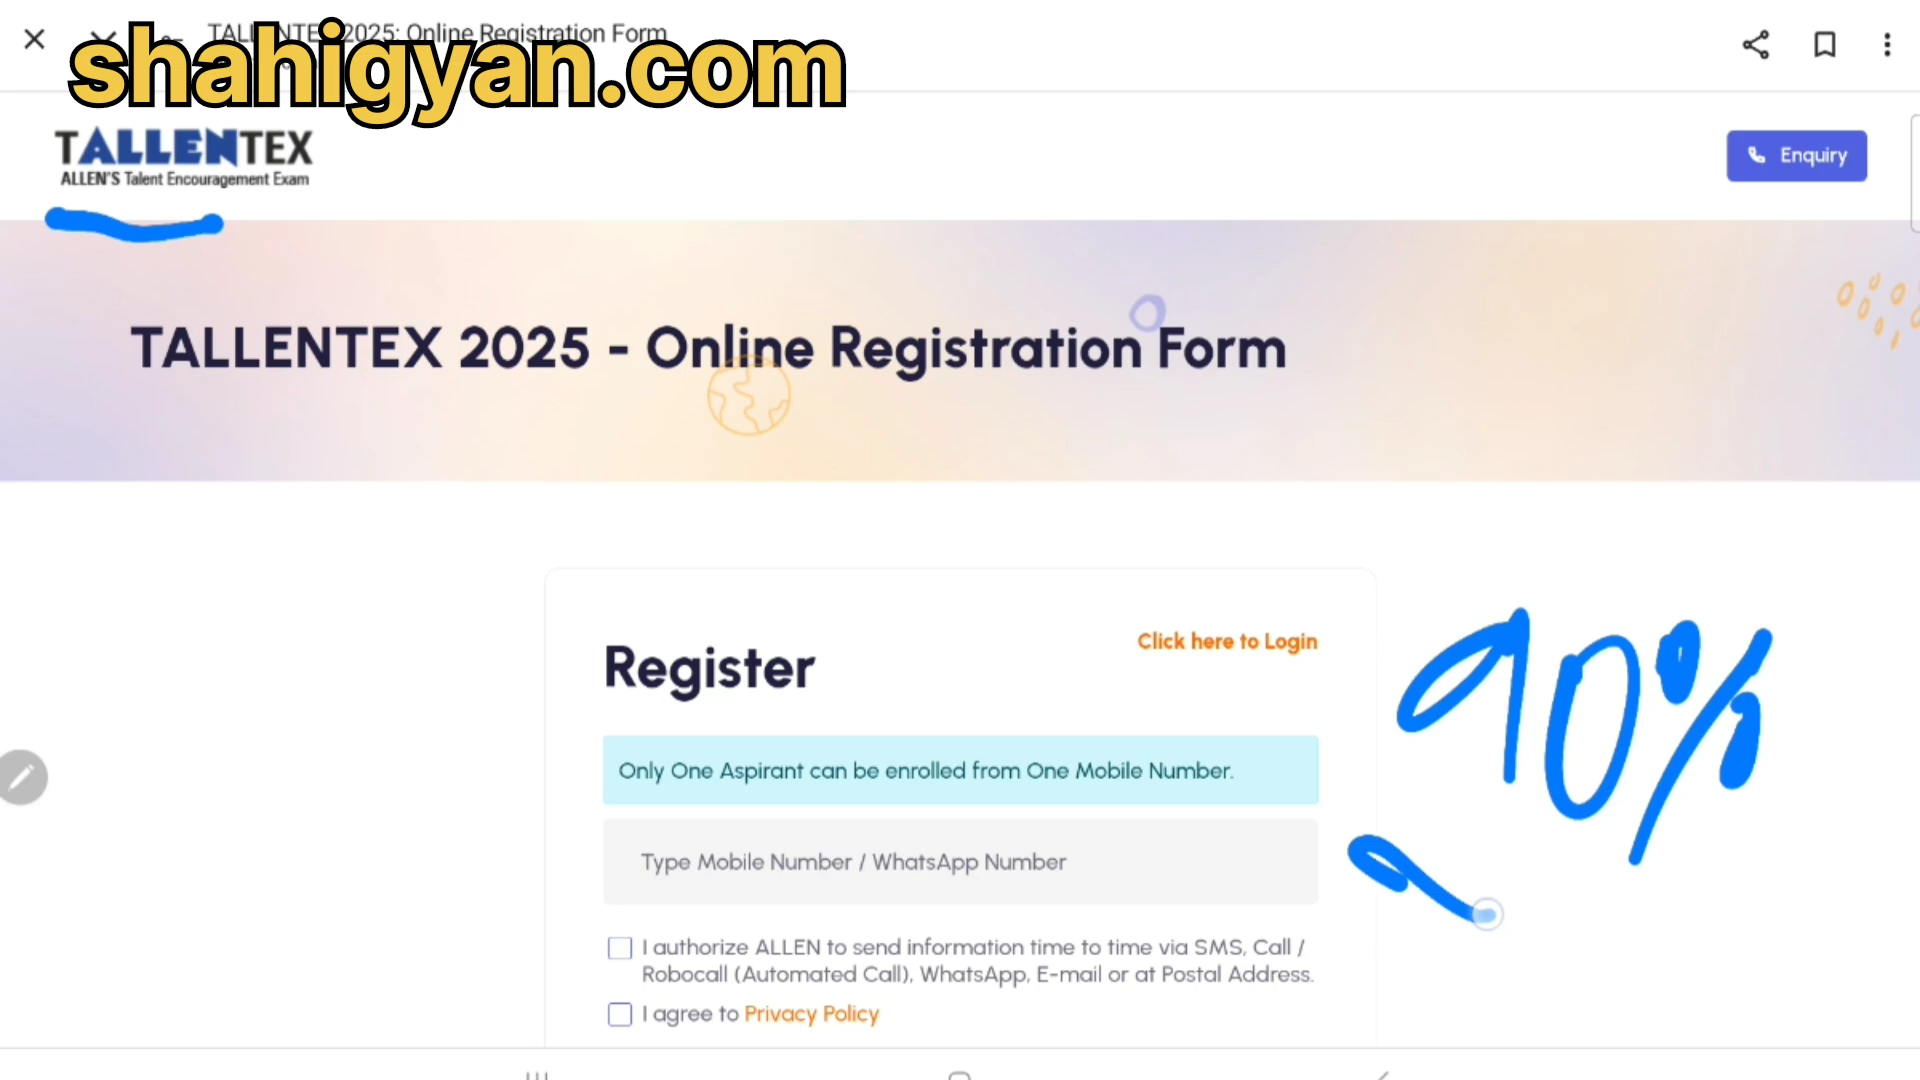 TALLENTEX 2025: Online Registration Form
shahigyan.com
TALLENTEX
ALLEN'S Talent Encouragement Exam
Enquiry
TALLENTEX 2025 - Online Registration Form
Click here to Login
Register
90%
Only One Aspirant can be enrolled from One Mobile Number.
Type Mobile Number / WhatsApp Number
I authorize ALLEN to send information time to time via SMS, Call /
Robocall (Automated Call), WhatsApp, E-mail or at Postal Address.
I agree to Privacy Policy